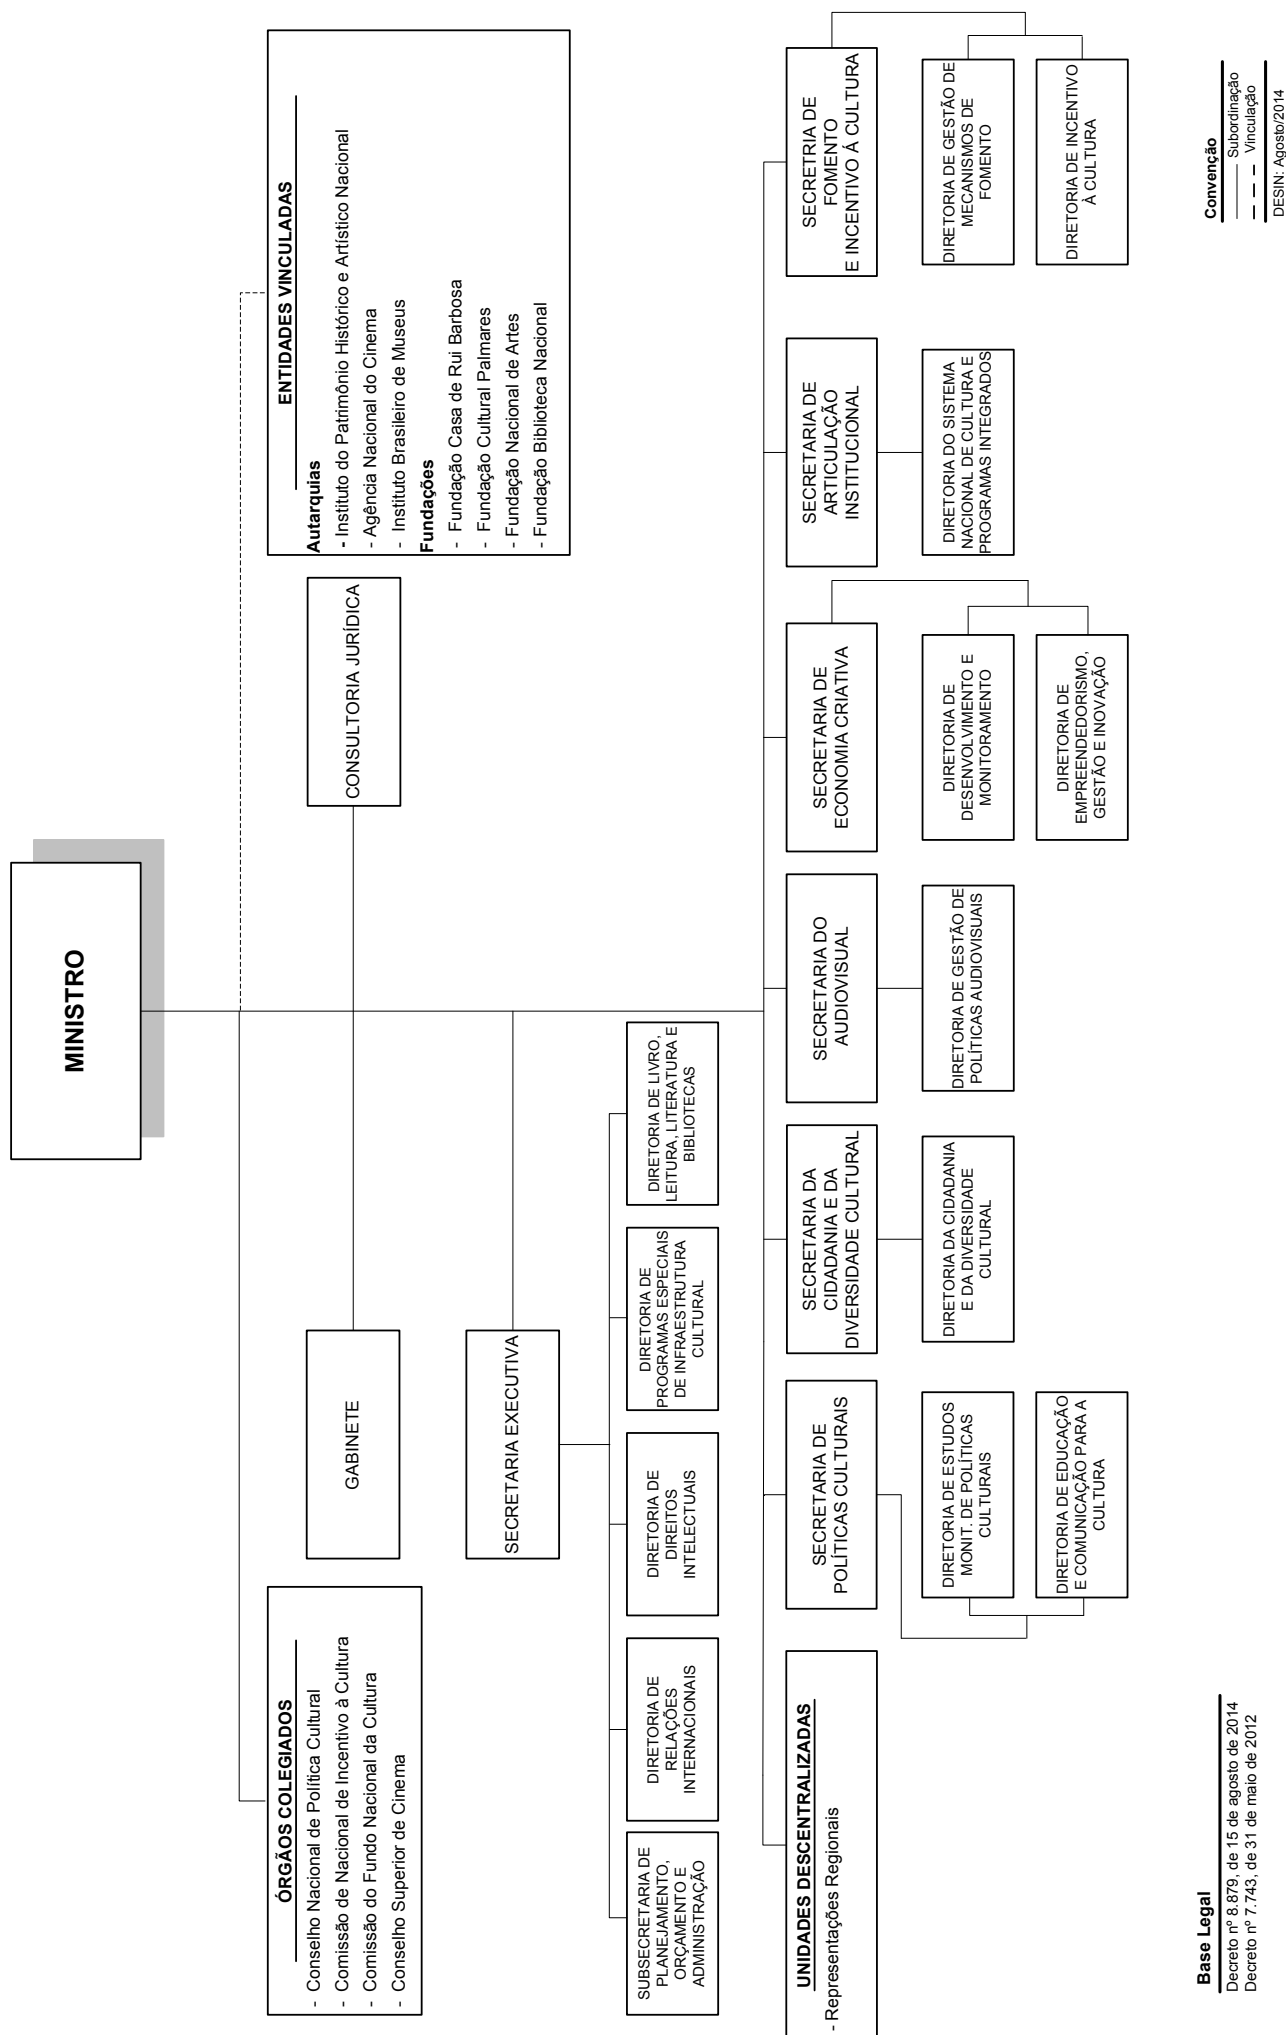 MINISTRO
ÓRGÃOS COLEGIADOS
- Conselho Nacional de Política Cultural
- Comissão de Nacional de Incentivo à Cultura
- Comissão do Fundo Nacional da Cultura
- Conselho Superior de Cinema
GABINETE
CONSULTORIA JURÍDICA
ENTIDADES VINCULADAS
Autarquias
- Instituto do Patrimônio Histórico e Artístico Nacional
- Agência Nacional do Cinema
- Instituto Brasileiro de Museus
Fundações
- Fundação Casa de Rui Barbosa
- Fundação Cultural Palmares
- Fundação Nacional de Artes
- Fundação Biblioteca Nacional
SECRETARIA EXECUTIVA
SUBSECRETARIA DE
PLANEJAMENTO,
ORÇAMENTO E
ADMINISTRAÇÃO
DIRETORIA DE
RELAÇÕES
INTERNACIONAIS
DIRETORIA DE
DIREITOS
INTELECTUAIS
DIRETORIA DE
PROGRAMAS ESPECIAIS
DE INFRAESTRUTURA
CULTURAL
DIRETORIA DE LIVRO,
LEITURA, LITERATURA E
BIBLIOTECAS
UNIDADES DESCENTRALIZADAS
- Representações Regionais
SECRETARIA DE
POLÍTICAS CULTURAIS
DIRETORIA DE ESTUDOS
MONIT. DE POLÍTICAS
CULTURAIS
DIRETORIA DE EDUCAÇÃO
E COMUNICAÇÃO PARA A
CULTURA
SECRETARIA DA
CIDADANIA E DA
DIVERSIDADE CULTURAL
DIRETORIA DA CIDADANIA
E DA DIVERSIDADE
CULTURAL
SECRETARIA DO
AUDIOVISUAL
DIRETORIA DE GESTÃO DE
POLÍTICAS AUDIOVISUAIS
SECRETARIA DE
ECONOMIA CRIATIVA
DIRETORIA DE
DESENVOLVIMENTO E
MONITORAMENTO
DIRETORIA DE
EMPREENDEDORISMO,
GESTÃO E INOVAÇÃO
SECRETARIA DE
ARTICULAÇÃO
INSTITUCIONAL
DIRETORIA DO SISTEMA
NACIONAL DE CULTURA E
PROGRAMAS INTEGRADOS
SECRETRIA DE
FOMENTO
E INCENTIVO Á CULTURA
DIRETORIA DE GESTÃO DE
MECANISMOS DE
FOMENTO
DIRETORIA DE INCENTIVO
À CULTURA
Base Legal
Decreto nº 8.879, de 15 de agosto de 2014
Decreto nº 7.743, de 31 de maio de 2012
Convenção
Subordinação
Vinculação
DESIN: Agosto/2014